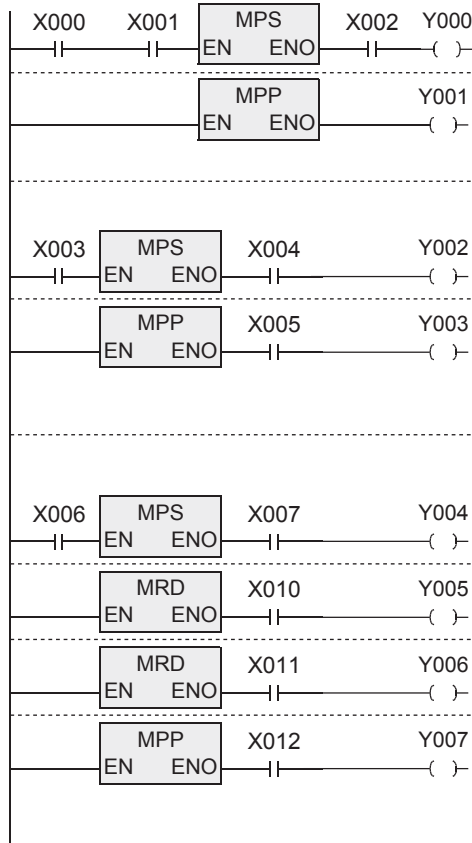 X000 X001 MPS X002 Y000
EN ENO
MPP Y001
EN ENO
X003 MPS X004 Y002
EN ENO
MPP X005 Y003
EN ENO
X006 MPS X007 Y004
EN ENO
MRD X010 Y005
EN ENO
MRD X011 Y006
EN ENO
MPP X012 Y007
EN ENO